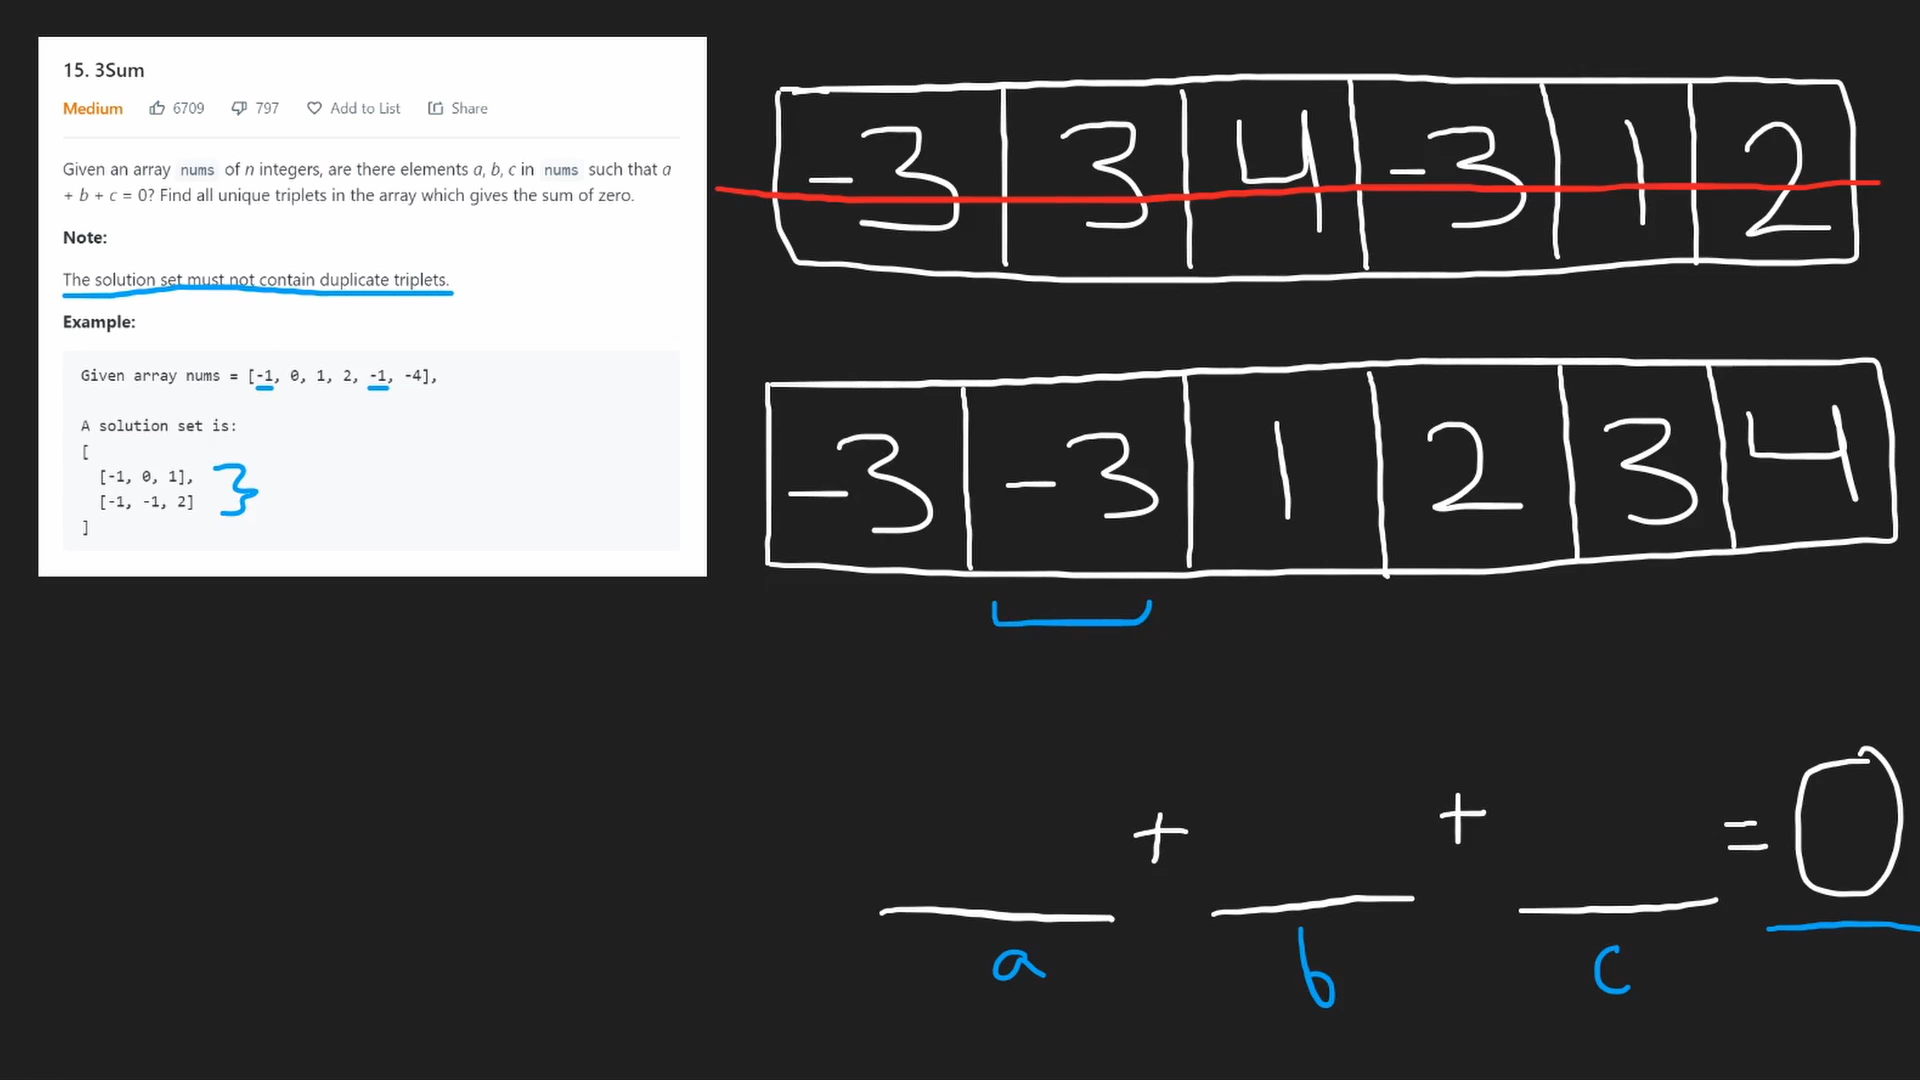 15. 3Sum
Medium 6709 797 Add to List Share
Given an array nums of n integers, are there elements a, b, c in nums such that a
+ b + c = 0? Find all unique triplets in the array which gives the sum of zero.
Note:
The solution set must not contain duplicate triplets.
Example:
Given array nums = [-1, 0, 1, 2, -1, -4],
A solution set is:
[
[-1, 0, 1],
[-1, -1, 2]
]
-3 3 4 -3 1 2
-3 -3 1 2 3 4
+ + = 0
a b c